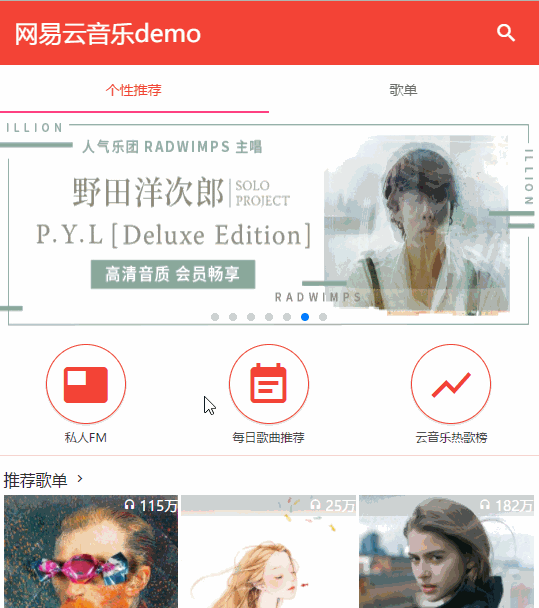 网易云音乐demo
个性推荐 歌单
ILLION
人气乐团 RADWIMPS 主唱
野田洋次郎 SOLO PROJECT
P.Y.L [Deluxe Edition]
高清音质 会员畅享
RADWIMPS
ILLION
私人FM 每日歌曲推荐 云音乐热歌榜
推荐歌单
115万 25万 182万